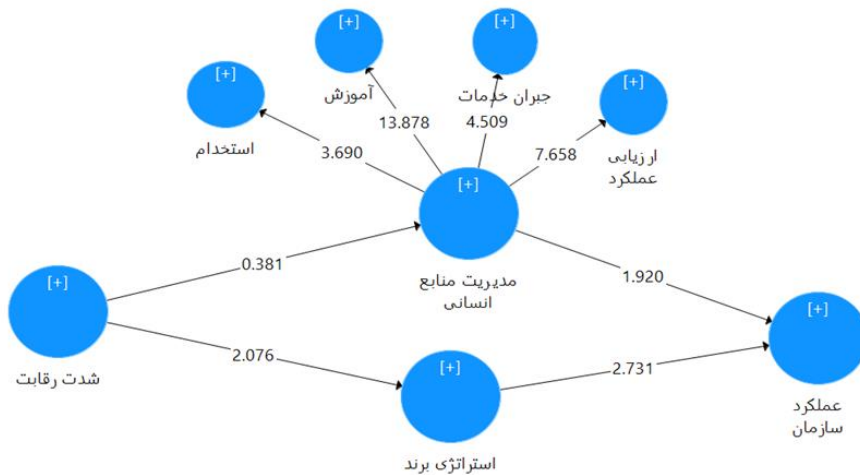 [+]
[+]
[+]
[+]
آموزش
جبران خدمات
13.878
4.509
استخدام
3.690
7.658
ارزیابی
عملکرد
[+]
0.381
مدیریت منابع
انسانی
1.920
[+]
[+]
شدت رقابت
2.076
[+]
2.731
عملکرد
سازمان
استراتژی برند